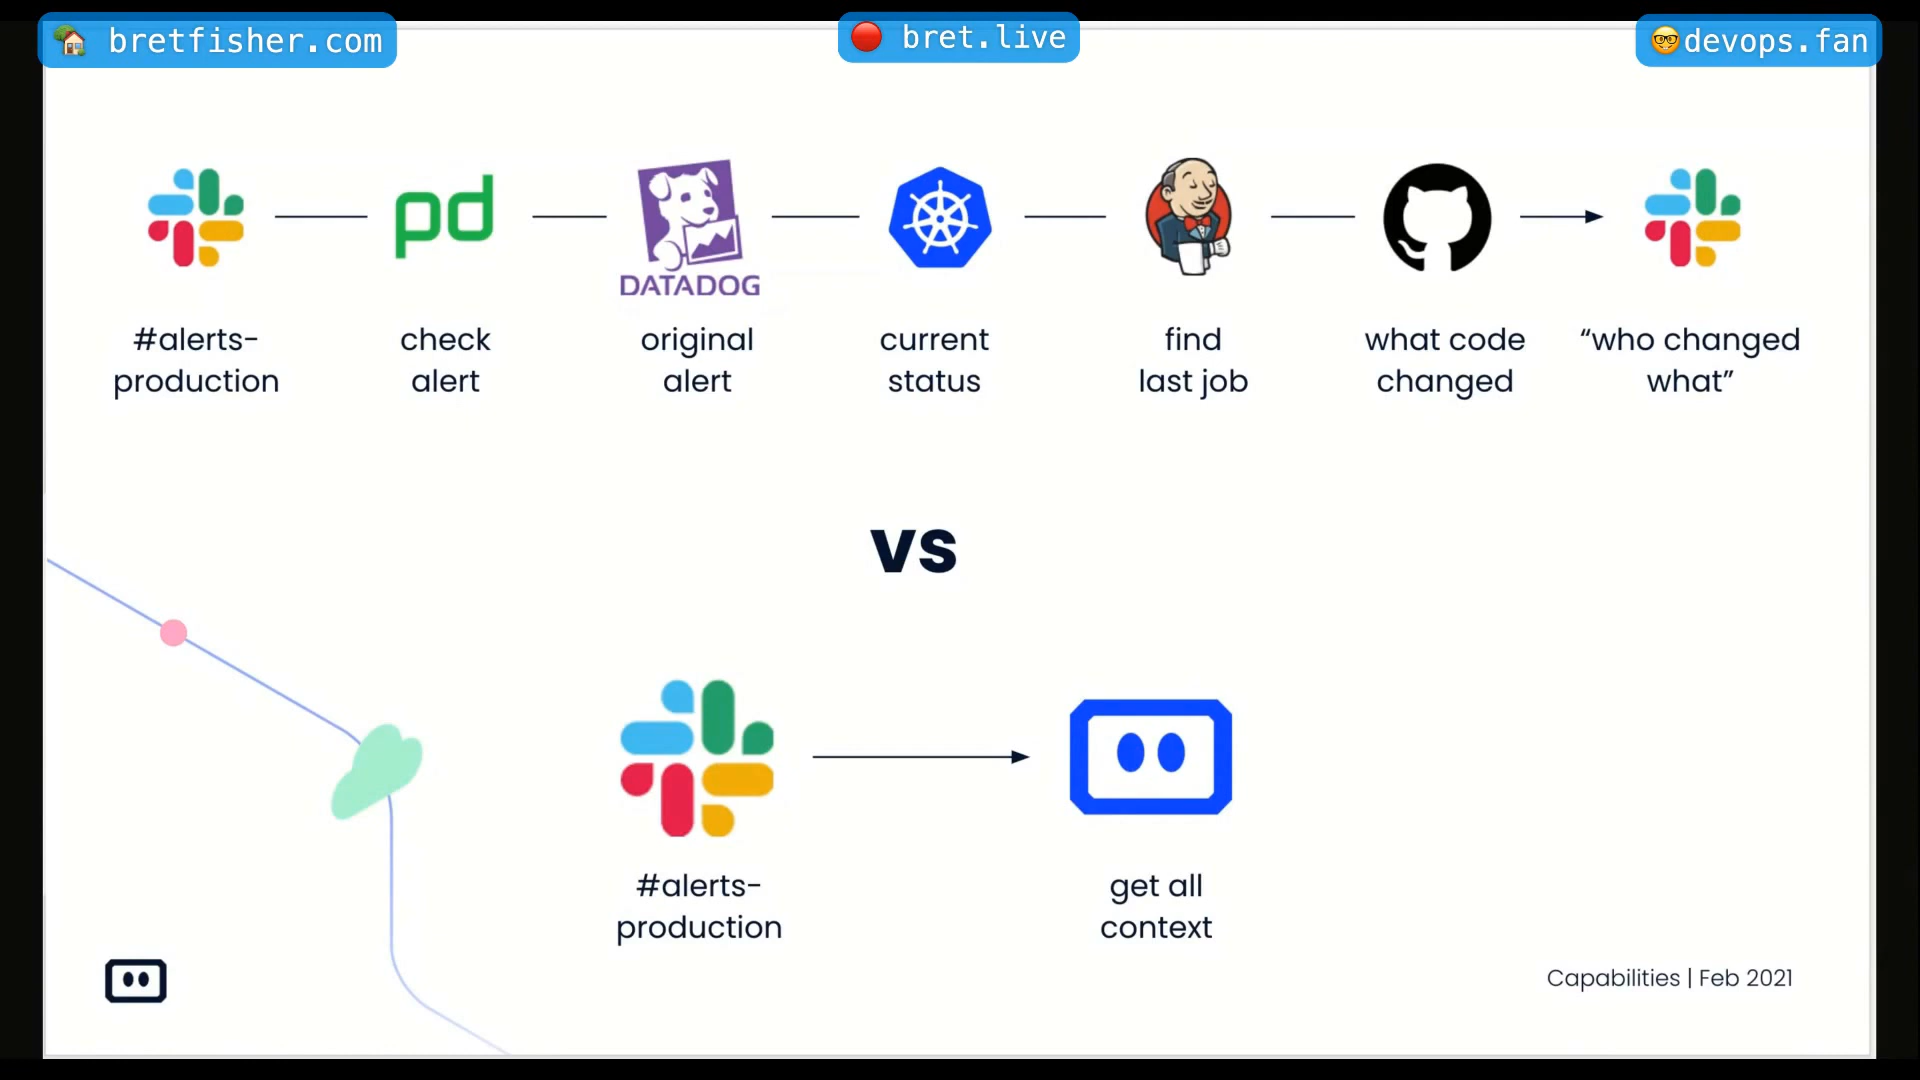 bretfisher.com
bret.live
devops.fan
pd
DATADOG
#alerts-
production
check
alert
original
alert
current
status
find
last job
what code
changed
“who changed
what”
vs
#alerts-
production
get all
context
Capabilities | Feb 2021